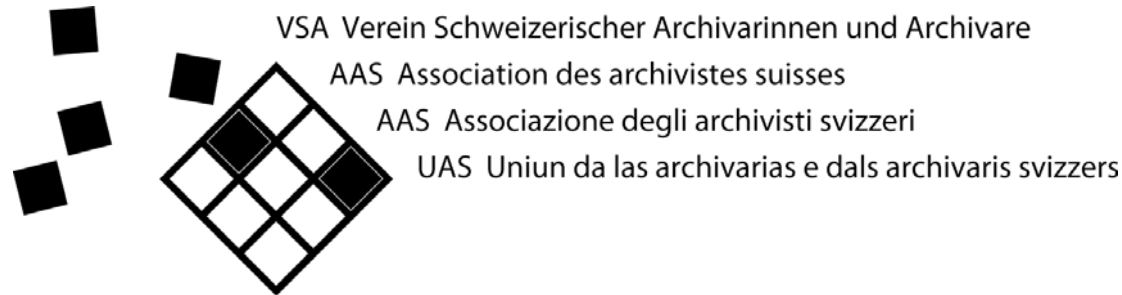 VSA Verein Schweizerischer Archivarinnen und Archivare
AAS Association des archivistes suisses
AAS Associazione degli archivisti svizzeri
UAS Uniun da las archivarias e dals archivaris svizzers